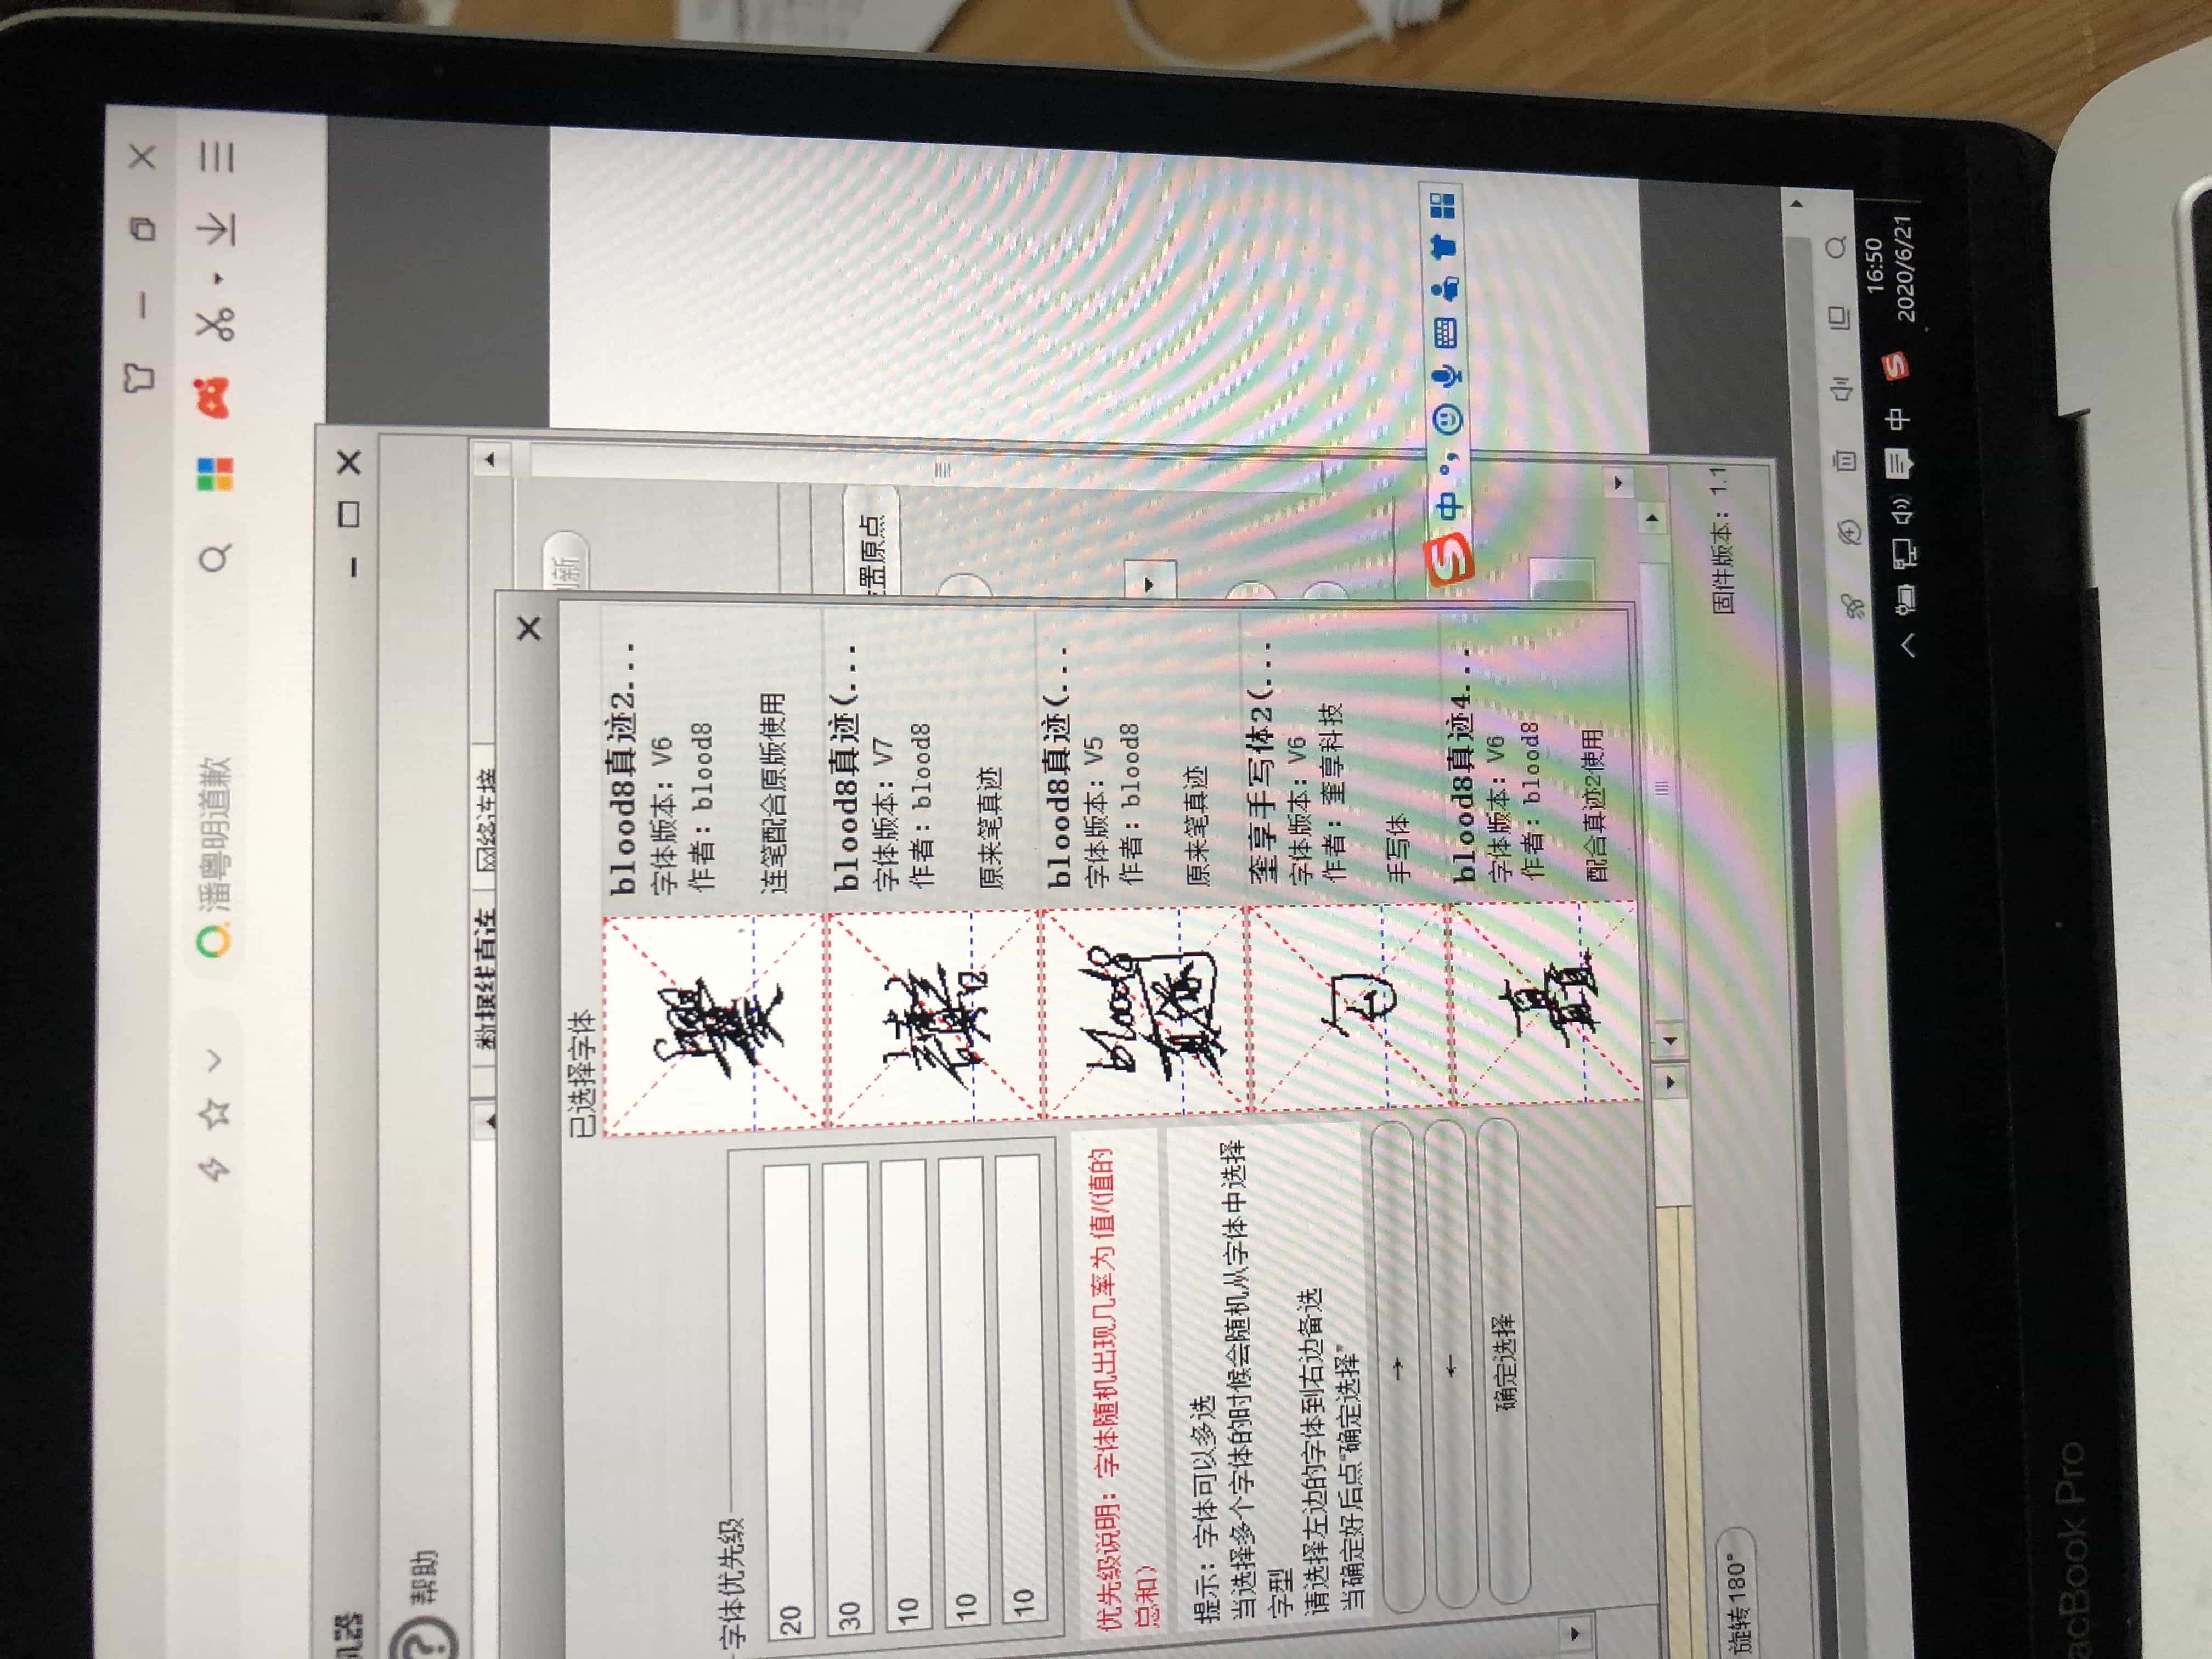 潘粤明道歉
机器
帮助
数据线直连
网络连接
已选择字体
字体优先级
20
30
10
10
10
优先级说明：字体随机出现几率为 值/(值的
总和)
提示：字体可以多选
当选择多个字体的时候会随机从字体中选择
字型
请选择左边的字体到右边备选
当确定好后点"确定选择"
→
←
确定选择
blood8真迹2...
字体版本：V6
作者：blood8
连笔配合原版使用
blood8真迹(...
字体版本：V7
作者：blood8
原来笔真迹
blood8
真迹
blood8真迹(...
字体版本：V5
作者：blood8
原来笔真迹
奎享手写体2(...
字体版本：V6
作者：奎享科技
手写体
blood8真迹4...
字体版本：V6
作者：blood8
配合真迹2使用
新
置原点
S 中 °,
旋转180°
固件版本：1.1
中 S
16:50
2020/6/21
acBook Pro